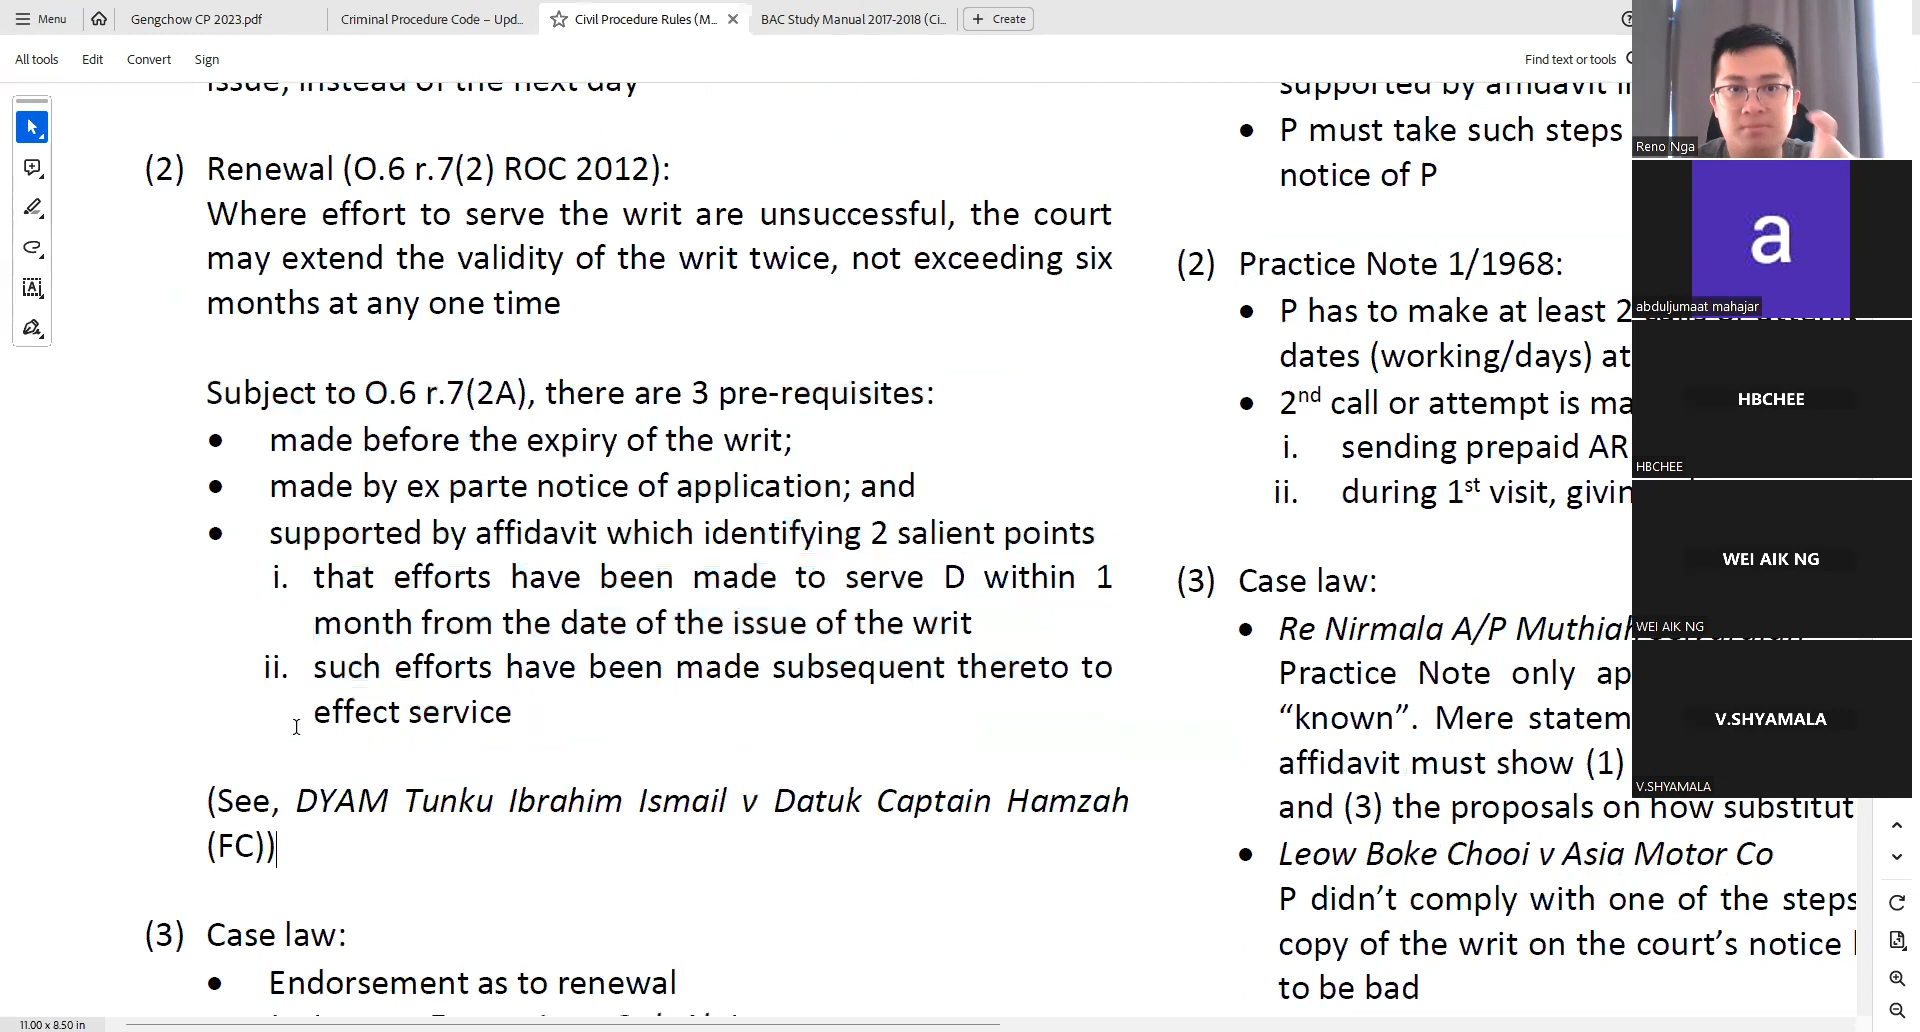 Menu
Gengchow CP 2023.pdf
Criminal Procedure Code – Upd...
Civil Procedure Rules (M...
BAC Study Manual 2017-2018 (Ci...
Create
All tools
Edit
Convert
Sign
Find text or tools
issue, instead of the next day
(2) Renewal (O.6 r.7(2) ROC 2012):
Where effort to serve the writ are unsuccessful, the court
may extend the validity of the writ twice, not exceeding six
months at any one time
Subject to O.6 r.7(2A), there are 3 pre-requisites:
• made before the expiry of the writ;
• made by ex parte notice of application; and
• supported by affidavit which identifying 2 salient points
i. that efforts have been made to serve D within 1
month from the date of the issue of the writ
ii. such efforts have been made subsequent thereto to
effect service
(See, DYAM Tunku Ibrahim Ismail v Datuk Captain Hamzah
(FC))
(3) Case law:
• Endorsement as to renewal
supported by affidavit
• P must take such steps
notice of P
(2) Practice Note 1/1968:
• P has to make at least 2
dates (working/days) at
• 2nd call or attempt is ma
i. sending prepaid AR
ii. during 1st visit, givin
(3) Case law:
• Re Nirmala A/P Muthiah
Practice Note only ap
“known”. Mere statem
affidavit must show (1)
and (3) the proposals on how substitut
• Leow Boke Chooi v Asia Motor Co
P didn’t comply with one of the steps
copy of the writ on the court’s notice
to be bad
Reno Nga
a
abduljumaat mahajar
HBCHEE
HBCHEE
WEI AIK NG
WEI AIK NG
V.SHYAMALA
V.SHYAMALA
11.00 x 8.50 in